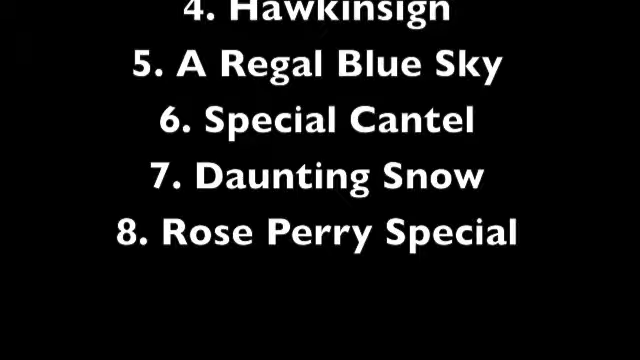 4. Hawkinsign
5. A Regal Blue Sky
6. Special Cantel
7. Daunting Snow
8. Rose Perry Special